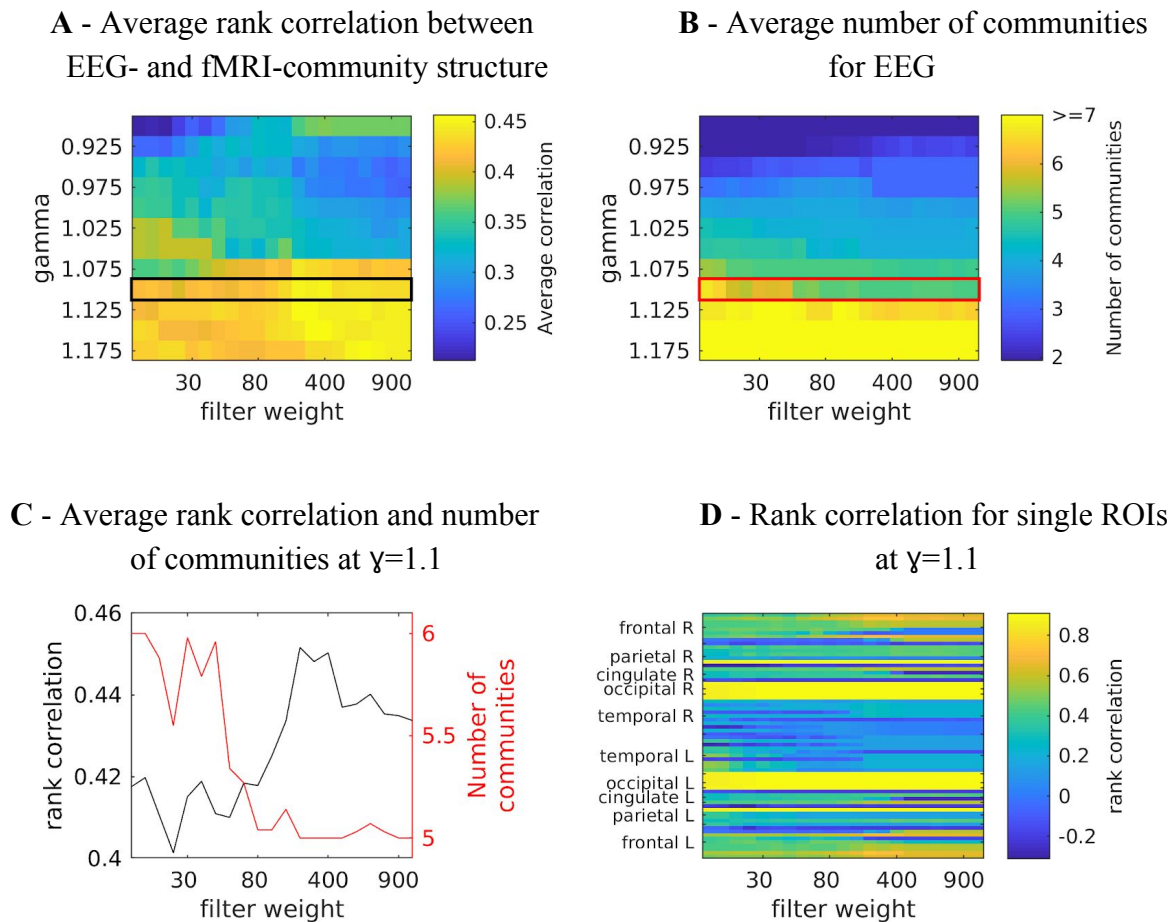 A - Average rank correlation between
EEG- and fMRI-community structure
0.925
0.975
1.025
1.075
1.125
1.175
gamma
30
80
400
900
filter weight
0.45
0.4
0.35
0.3
0.25
Average correlation
B - Average number of communities
for EEG
0.925
0.975
1.025
1.075
1.125
1.175
gamma
30
80
400
900
filter weight
>=7
6
5
4
3
2
Number of communities
C - Average rank correlation and number
of communities at ɣ=1.1
0.46
0.44
0.42
0.4
rank correlation
30
80
400
900
filter weight
6
5.5
5
Number of
communities
D - Rank correlation for single ROIs
at ɣ=1.1
frontal R
parietal R
cingulate R
occipital R
temporal R
temporal L
occipital L
cingulate L
parietal L
frontal L
30
80
400
900
filter weight
0.8
0.6
0.4
0.2
0
-0.2
rank correlation